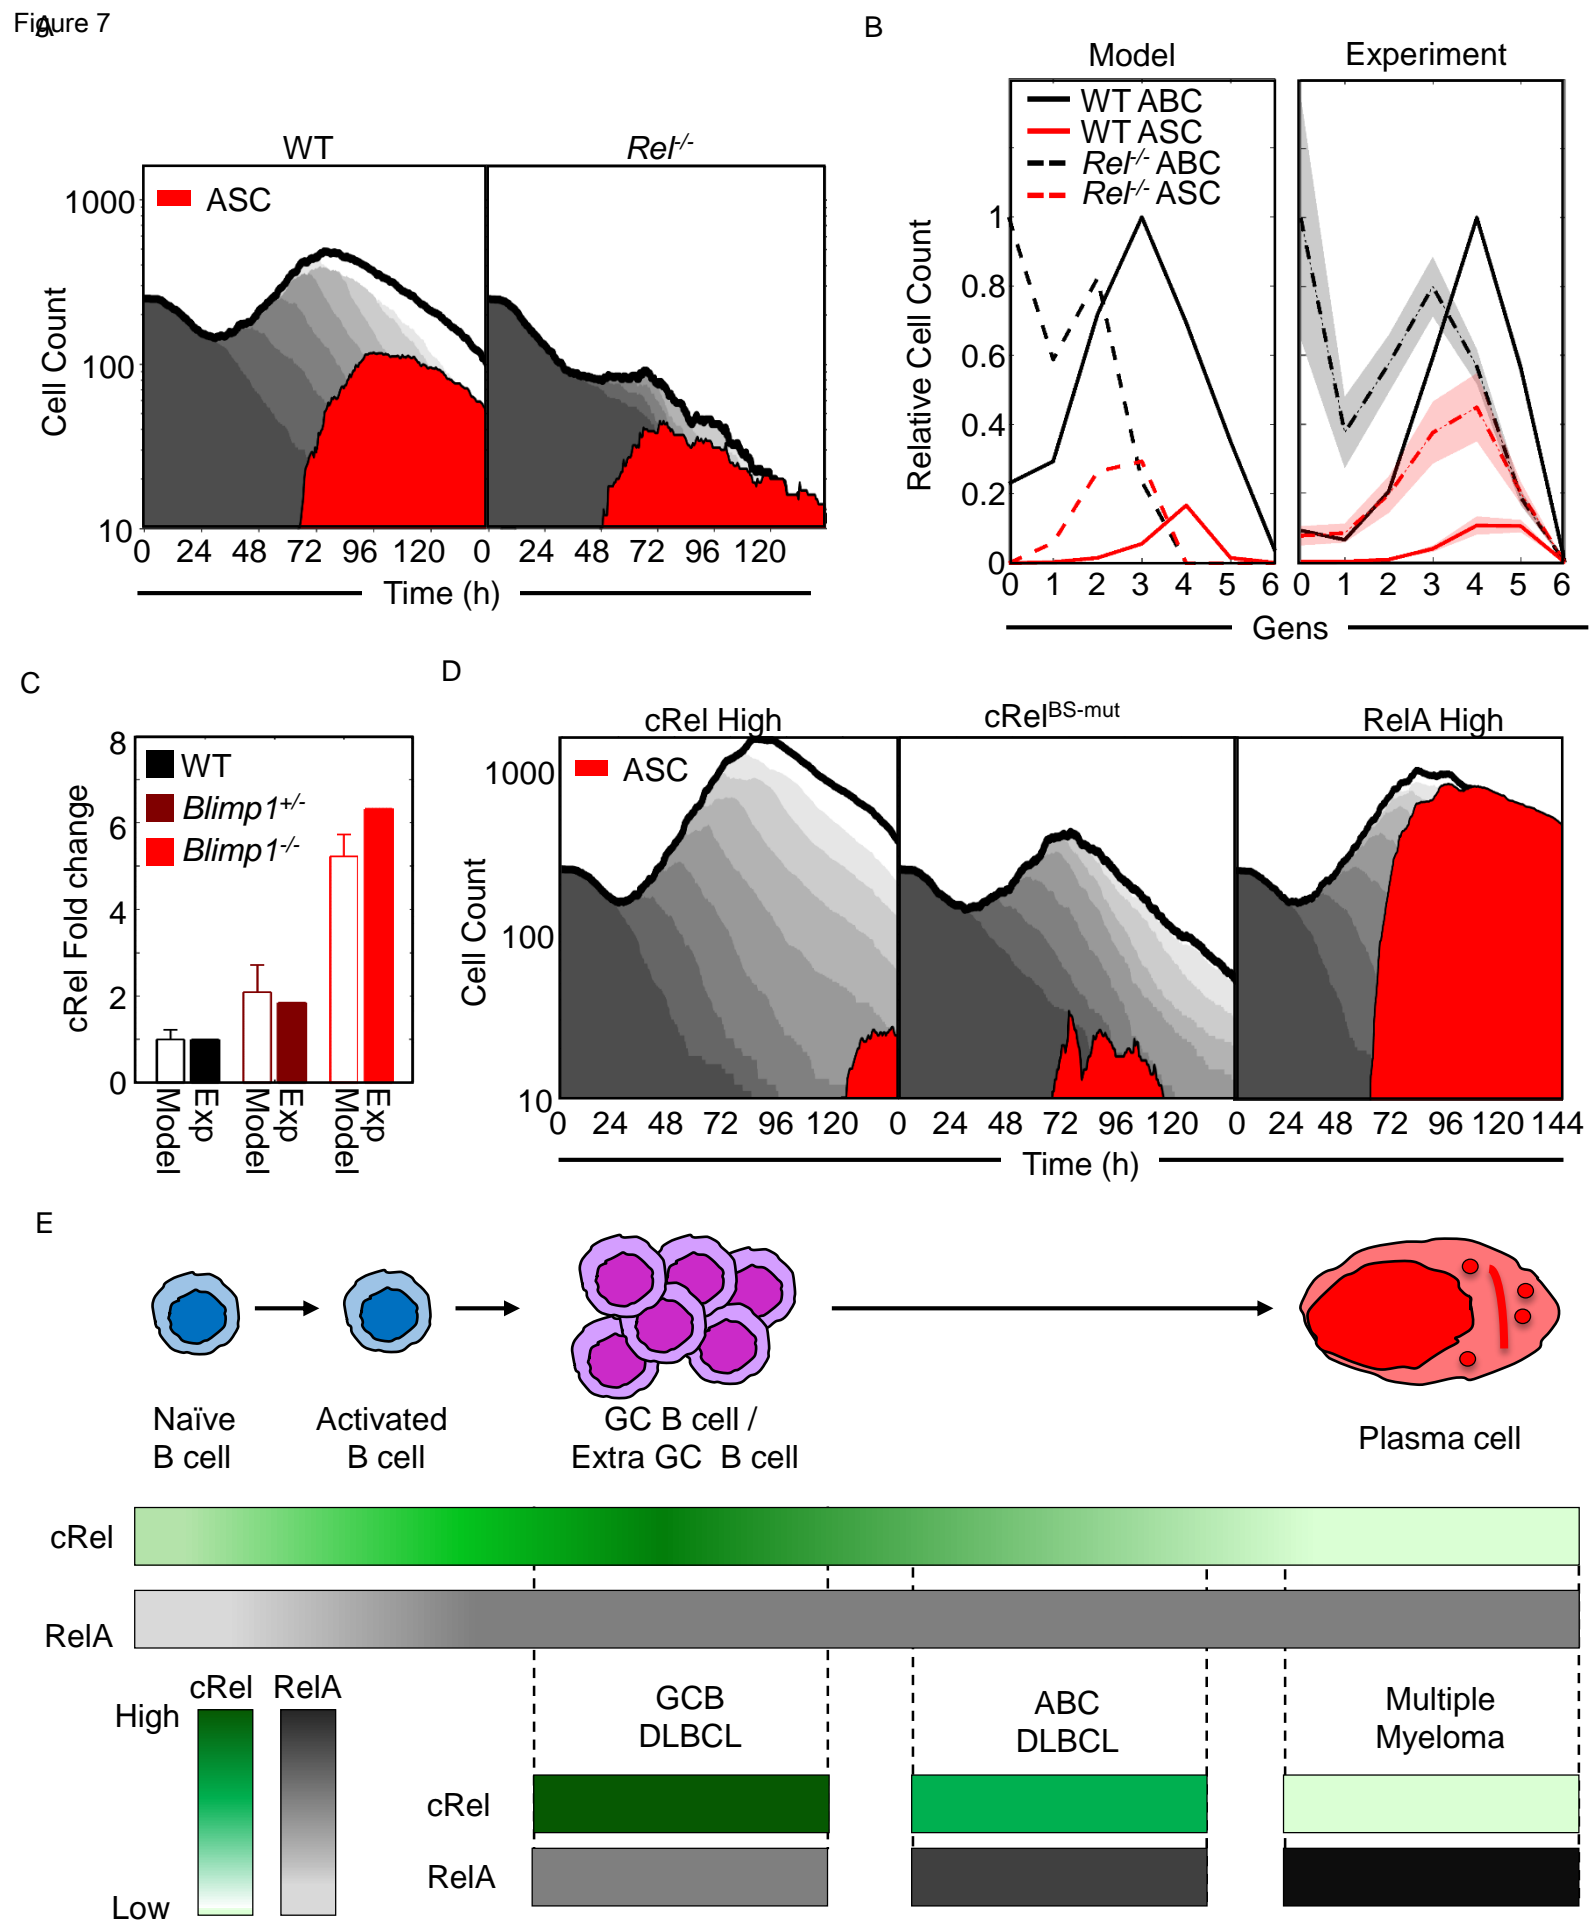 Figure 7
A
B
Model
Experiment
WT
Rel-/-
ASC
1000
100
10
Cell Count
0 24 48 72 96 120 0 24 48 72 96 120
Time (h)
WT ABC
WT ASC
Rel-/- ABC
Rel-/- ASC
Relative Cell Count
1
0.8
0.6
0.4
0.2
0
0 1 2 3 4 5 6 0 1 2 3 4 5 6
Gens
C
cRel Fold change
8
6
4
2
0
WT
Blimp1+/-
Blimp1-/-
Model Exp Model Exp Model Exp
D
cRel High
cRelBS-mut
RelA High
ASC
Cell Count
1000
100
10
0 24 48 72 96 120 0 24 48 72 96 120 0 24 48 72 96 120 144
Time (h)
E
Naïve
B cell
Activated
B cell
GC B cell /
Extra GC B cell
Plasma cell
cRel
RelA
cRel RelA
High
Low
GCB
DLBCL
ABC
DLBCL
Multiple
Myeloma
cRel
RelA